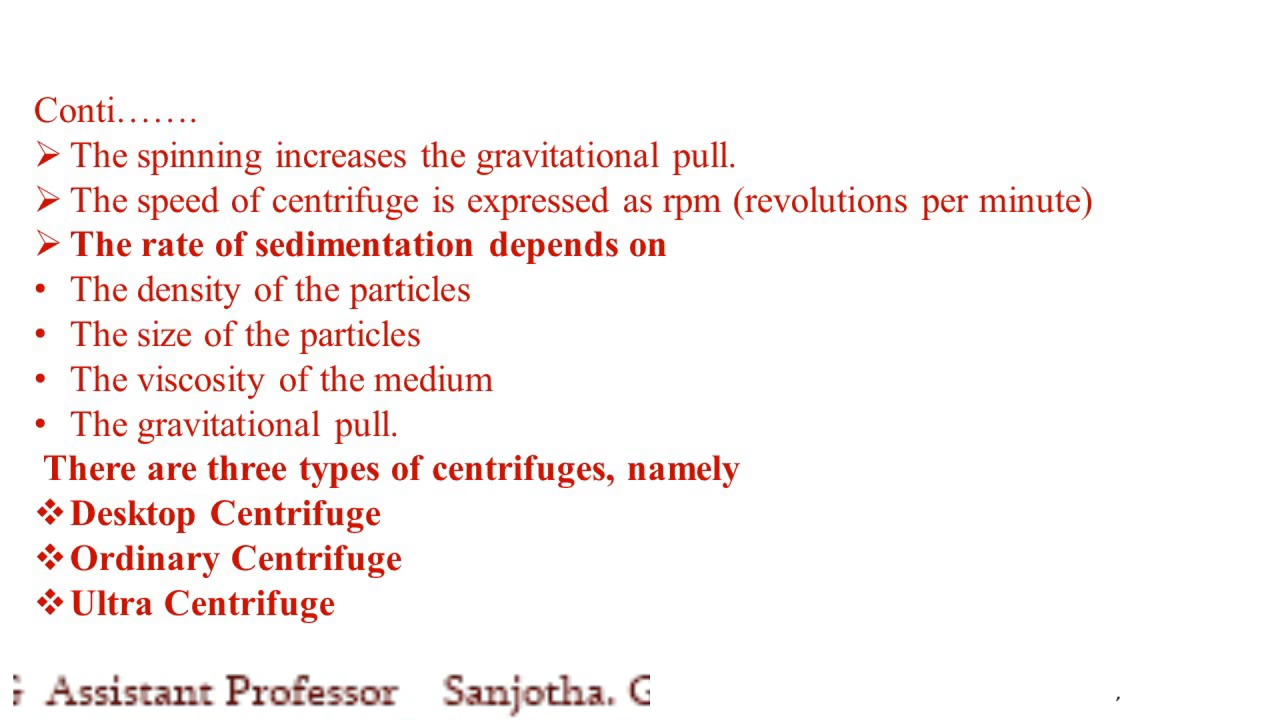 Conti…….
➢ The spinning increases the gravitational pull.
➢ The speed of centrifuge is expressed as rpm (revolutions per minute)
➢ The rate of sedimentation depends on
• The density of the particles
• The size of the particles
• The viscosity of the medium
• The gravitational pull.
There are three types of centrifuges, namely
❖ Desktop Centrifuge
❖ Ordinary Centrifuge
❖ Ultra Centrifuge
G Assistant Professor Sanjotha. G
,